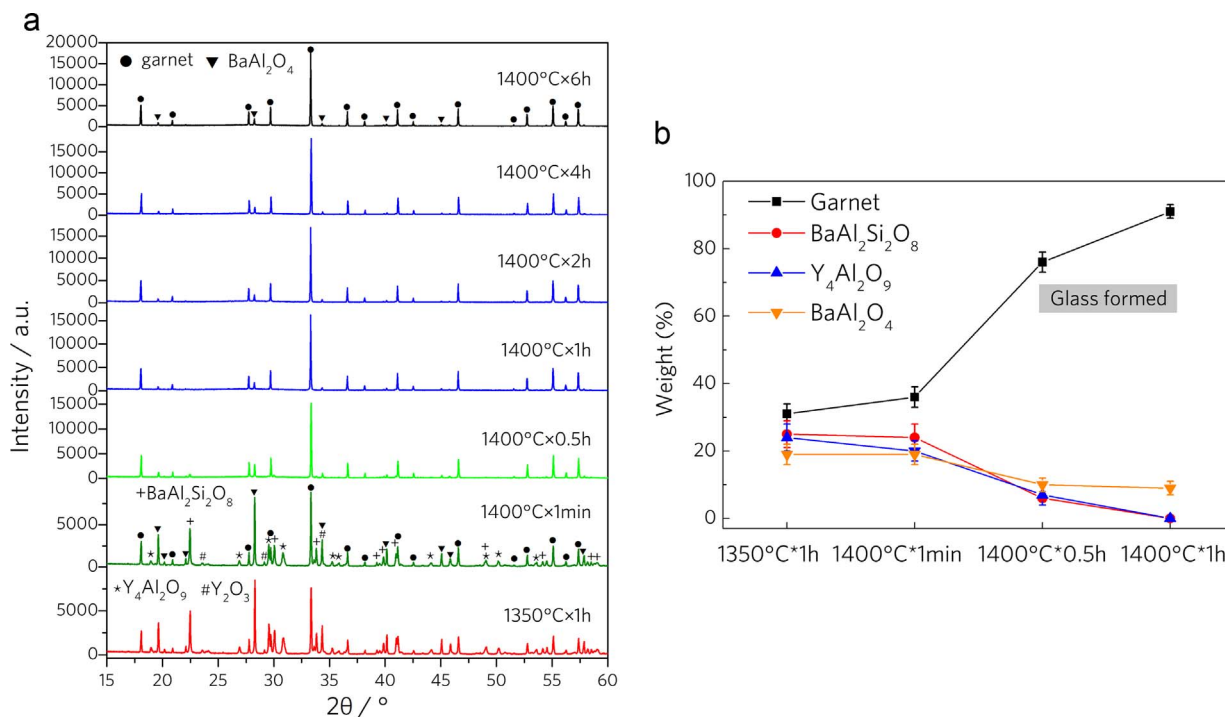 a
20000
15000
10000
5000
0
● garnet ▼ BaAl₂O₄
1400°C×6h
15000
10000
5000
0
1400°C×4h
15000
10000
5000
0
1400°C×2h
15000
10000
5000
0
1400°C×1h
15000
10000
5000
0
1400°C×0.5h
+BaAl₂Si₂O₈
5000
0
1400°C×1min
★Y₄Al₂O₉ #Y₂O₃
5000
0
1350°C×1h
Intensity / a.u.
15 20 25 30 35 40 45 50 55 60
2θ / °
b
100
80
60
40
20
0
Weight (%)
Garnet
BaAl₂Si₂O₈
Y₄Al₂O₉
BaAl₂O₄
Glass formed
1350°C*1h 1400°C*1min 1400°C*0.5h 1400°C*1h